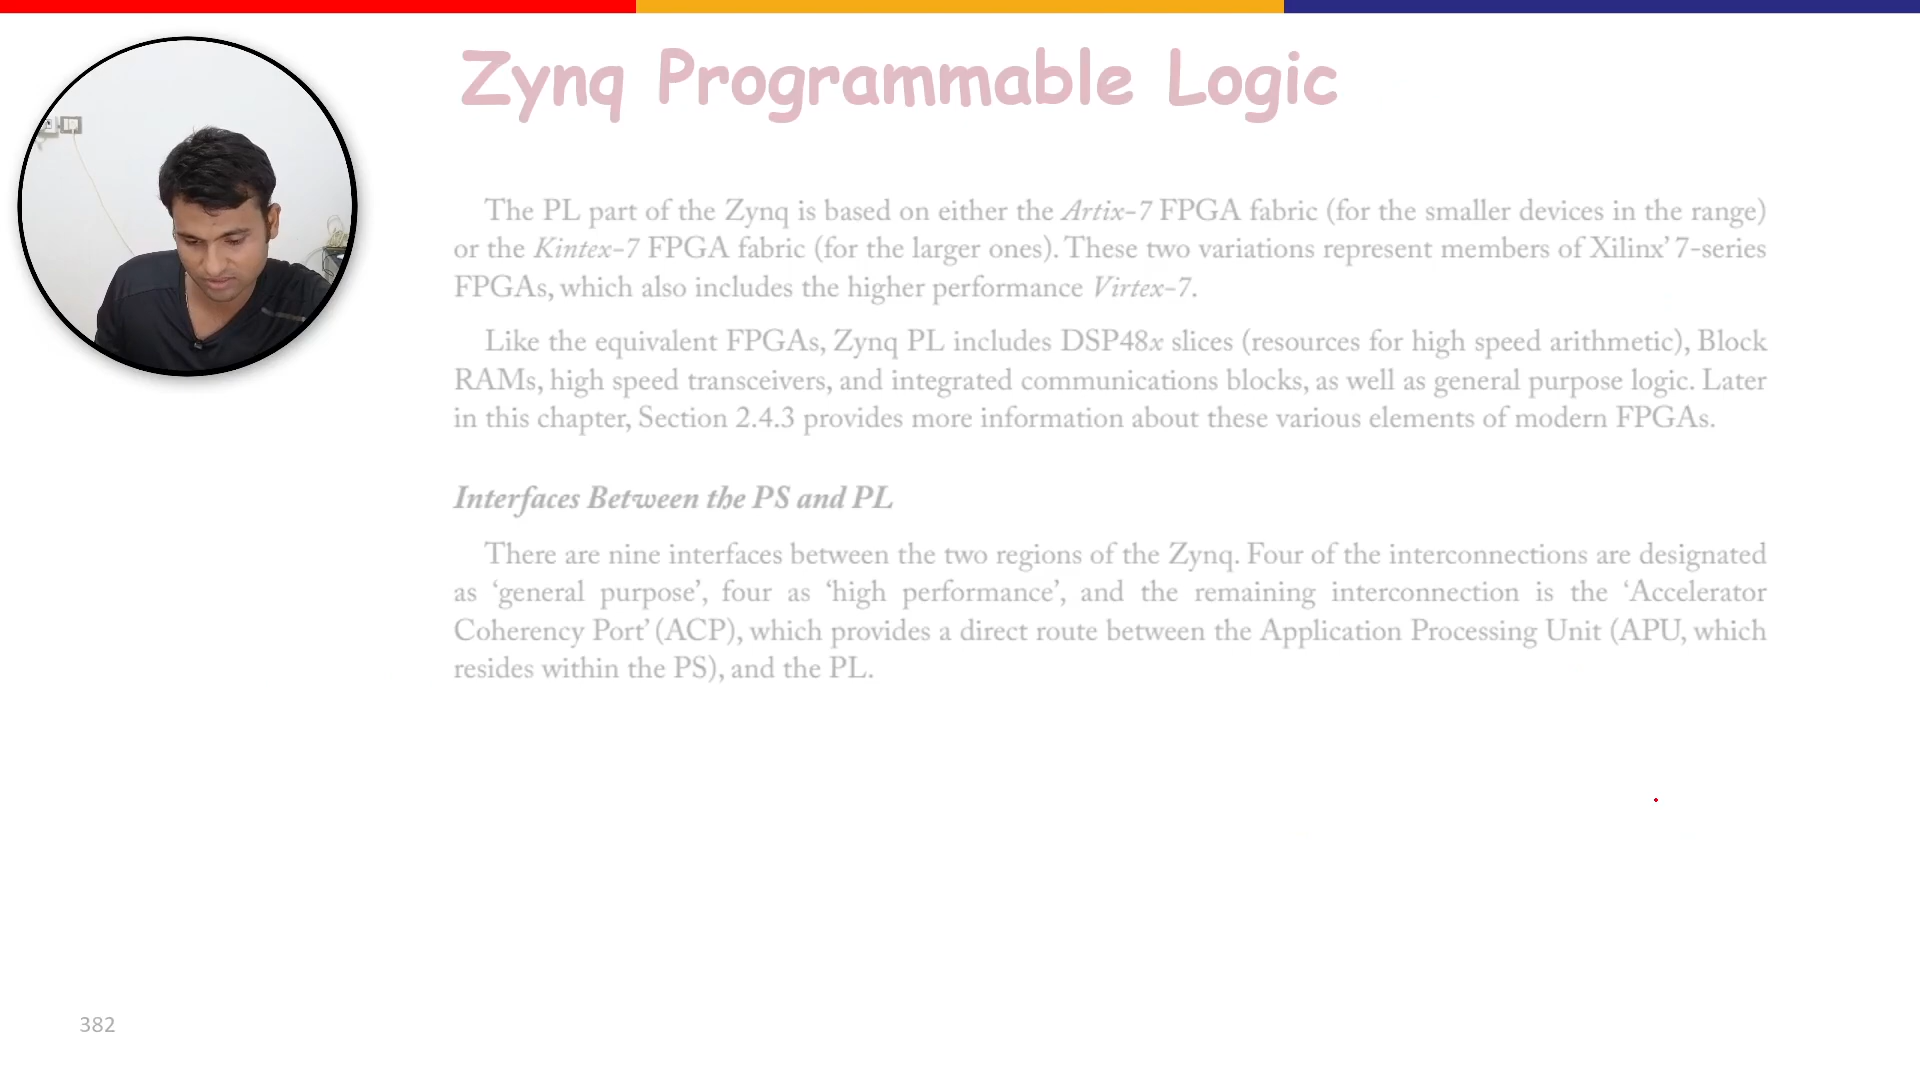 Zynq Programmable Logic
The PL part of the Zynq is based on either the Artix-7 FPGA fabric (for the smaller devices in the range)
or the Kintex-7 FPGA fabric (for the larger ones). These two variations represent members of Xilinx’ 7-series
FPGAs, which also includes the higher performance Virtex-7.
Like the equivalent FPGAs, Zynq PL includes DSP48x slices (resources for high speed arithmetic), Block
RAMs, high speed transceivers, and integrated communications blocks, as well as general purpose logic. Later
in this chapter, Section 2.4.3 provides more information about these various elements of modern FPGAs.
Interfaces Between the PS and PL
There are nine interfaces between the two regions of the Zynq. Four of the interconnections are designated
as ‘general purpose’, four as ‘high performance’, and the remaining interconnection is the ‘Accelerator
Coherency Port’ (ACP), which provides a direct route between the Application Processing Unit (APU, which
resides within the PS), and the PL.
382